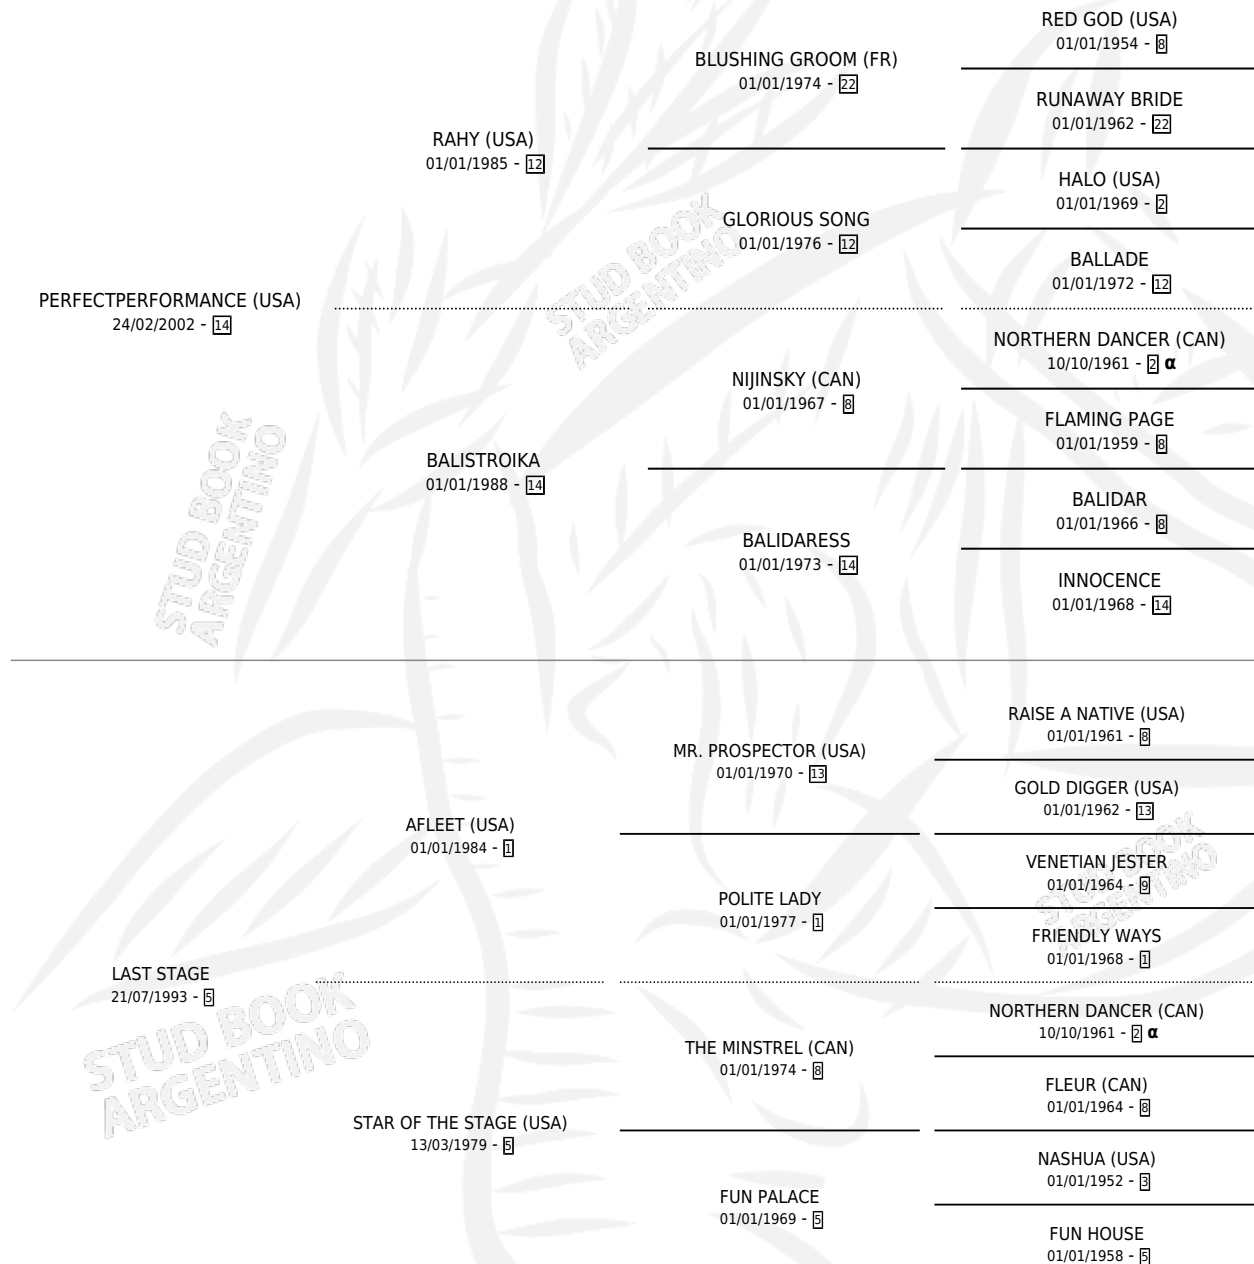 RED GOD (USA)
01/01/1954 - 8
BLUSHING GROOM (FR)
01/01/1974 - 22
RUNAWAY BRIDE
01/01/1962 - 22
RAHY (USA)
01/01/1985 - 12
HALO (USA)
01/01/1969 - 2
GLORIOUS SONG
01/01/1976 - 12
BALLADE
01/01/1972 - 12
PERFECTPERFORMANCE (USA)
24/02/2002 - 14
NORTHERN DANCER (CAN)
10/10/1961 - 2 α
NIJINSKY (CAN)
01/01/1967 - 8
FLAMING PAGE
01/01/1959 - 8
BALISTROIKA
01/01/1988 - 14
BALIDAR
01/01/1966 - 8
BALIDARESS
01/01/1973 - 14
INNOCENCE
01/01/1968 - 14
RAISE A NATIVE (USA)
01/01/1961 - 8
MR. PROSPECTOR (USA)
01/01/1970 - 13
GOLD DIGGER (USA)
01/01/1962 - 13
AFLEET (USA)
01/01/1984 - 1
VENETIAN JESTER
01/01/1964 - 9
POLITE LADY
01/01/1977 - 1
FRIENDLY WAYS
01/01/1968 - 1
LAST STAGE
21/07/1993 - 5
NORTHERN DANCER (CAN)
10/10/1961 - 2 α
THE MINSTREL (CAN)
01/01/1974 - 8
FLEUR (CAN)
01/01/1964 - 8
STAR OF THE STAGE (USA)
13/03/1979 - 5
NASHUA (USA)
01/01/1952 - 3
FUN PALACE
01/01/1969 - 5
FUN HOUSE
01/01/1958 - 5
STUD BOOK
ARGENTINO
STUD BOOK
ARGENTINO
STUD BOOK
ARGENTINO
STUD BOOK
ARGENTINO